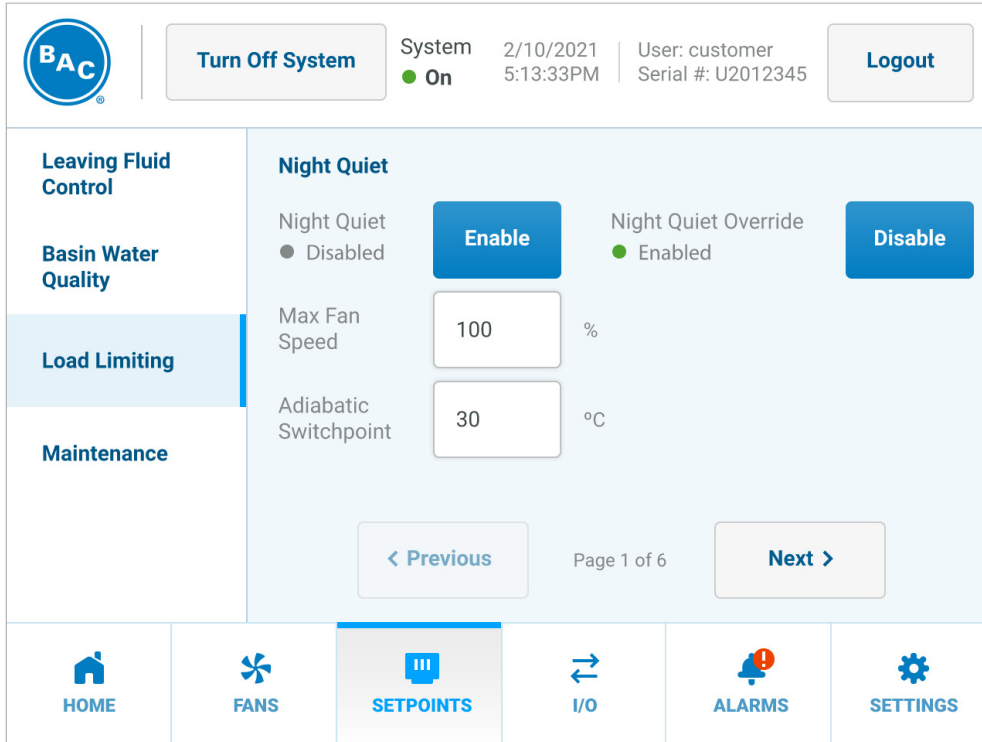 BAC
®
Turn Off System
System
On
2/10/2021
5:13:33PM
User: customer
Serial #: U2012345
Logout
Leaving Fluid
Control
Basin Water
Quality
Load Limiting
Maintenance
Night Quiet
Night Quiet
Disabled
Enable
Night Quiet Override
Enabled
Disable
Max Fan
Speed
100
%
Adiabatic
Switchpoint
30
ºC
< Previous
Page 1 of 6
Next >
HOME
FANS
SETPOINTS
I/O
!
ALARMS
SETTINGS